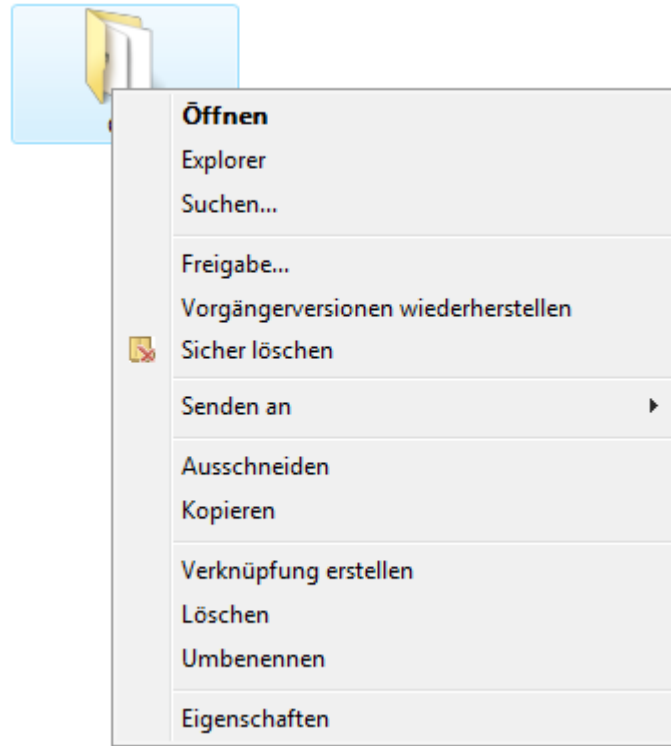 Öffnen
Explorer
Suchen...
Freigabe...
Vorgängerversionen wiederherstellen
Sicher löschen
Senden an
Ausschneiden
Kopieren
Verknüpfung erstellen
Löschen
Umbenennen
Eigenschaften